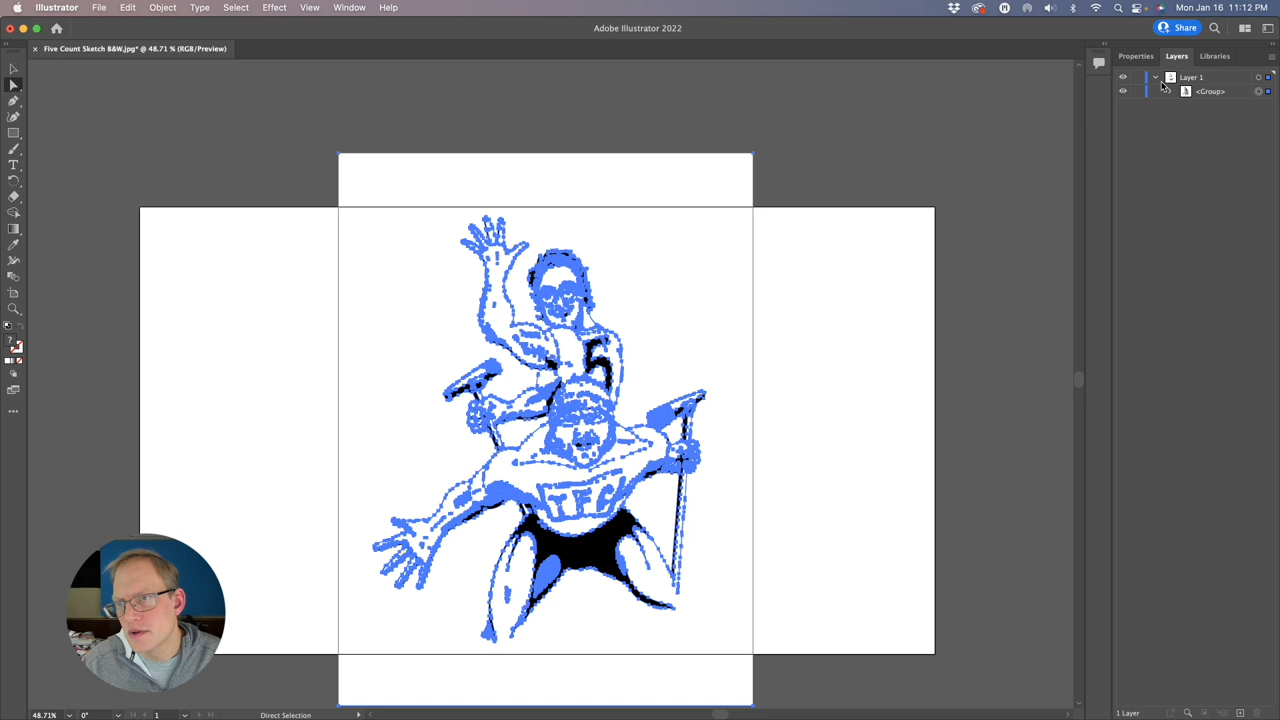 Illustrator File Edit Object Type Select Effect View Window Help Mon Jan 16 11:12 PM
Adobe Illustrator 2022 Share
× Five Count Sketch B&W.jpg* @ 48.71 % (RGB/Preview)
Properties Layers Libraries
Layer 1
<Group>
TFC
48.71% 0° 1 Direct Selection 1 Layer